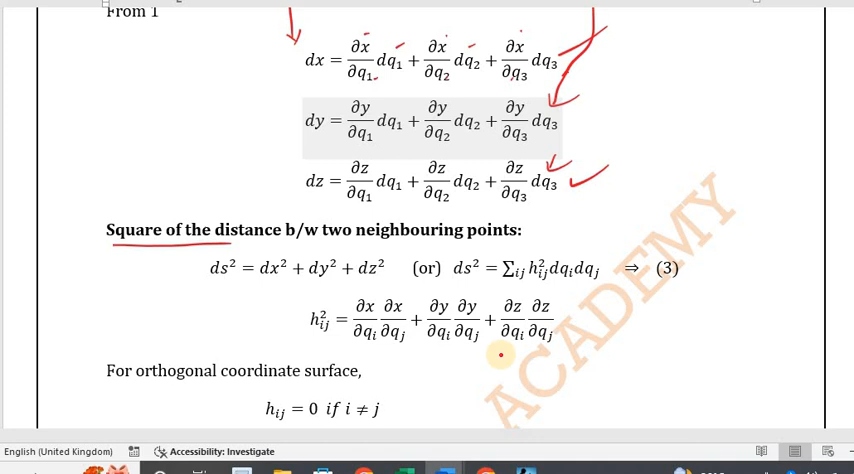 From 1
dx = ∂x/∂q₁ dq₁ + ∂x/∂q₂ dq₂ + ∂x/∂q₃ dq₃
dy = ∂y/∂q₁ dq₁ + ∂y/∂q₂ dq₂ + ∂y/∂q₃ dq₃
dz = ∂z/∂q₁ dq₁ + ∂z/∂q₂ dq₂ + ∂z/∂q₃ dq₃
Square of the distance b/w two neighbouring points:
ds² = dx² + dy² + dz² (or) ds² = ∑ᵢⱼ h²ᵢⱼ dqᵢdqⱼ ⇒ (3)
h²ᵢⱼ = ∂x/∂qᵢ ∂x/∂qⱼ + ∂y/∂qᵢ ∂y/∂qⱼ + ∂z/∂qᵢ ∂z/∂qⱼ
For orthogonal coordinate surface,
hᵢⱼ = 0 if i ≠ j
ACADEMY
English (United Kingdom) Accessibility: Investigate